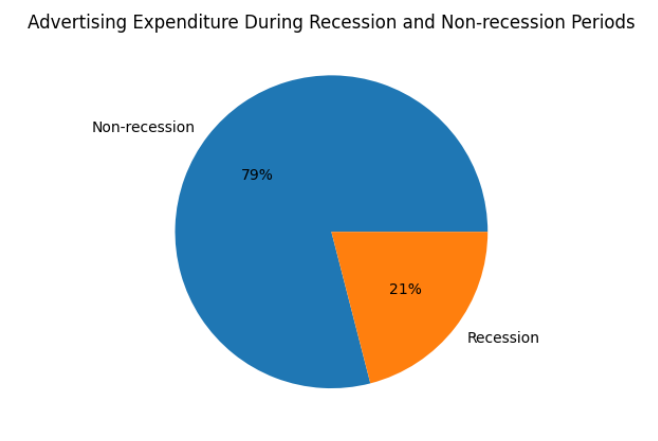 Advertising Expenditure During Recession and Non-recession Periods
Non-recession
79%
21%
Recession